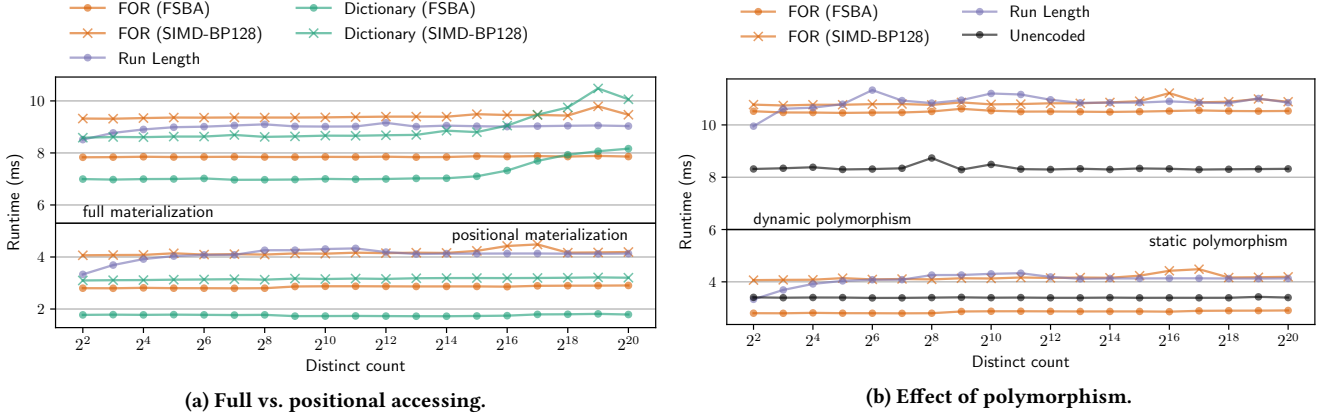 FOR (FSBA)
FOR (SIMD-BP128)
Run Length
Dictionary (FSBA)
Dictionary (SIMD-BP128)
Runtime (ms)
10
8
6
4
2
full materialization
positional materialization
2^2 2^4 2^6 2^8 2^10 2^12 2^14 2^16 2^18 2^20
Distinct count
(a) Full vs. positional accessing.
FOR (FSBA)
FOR (SIMD-BP128)
Run Length
Unencoded
Runtime (ms)
10
8
6
4
dynamic polymorphism
static polymorphism
2^2 2^4 2^6 2^8 2^10 2^12 2^14 2^16 2^18 2^20
Distinct count
(b) Effect of polymorphism.